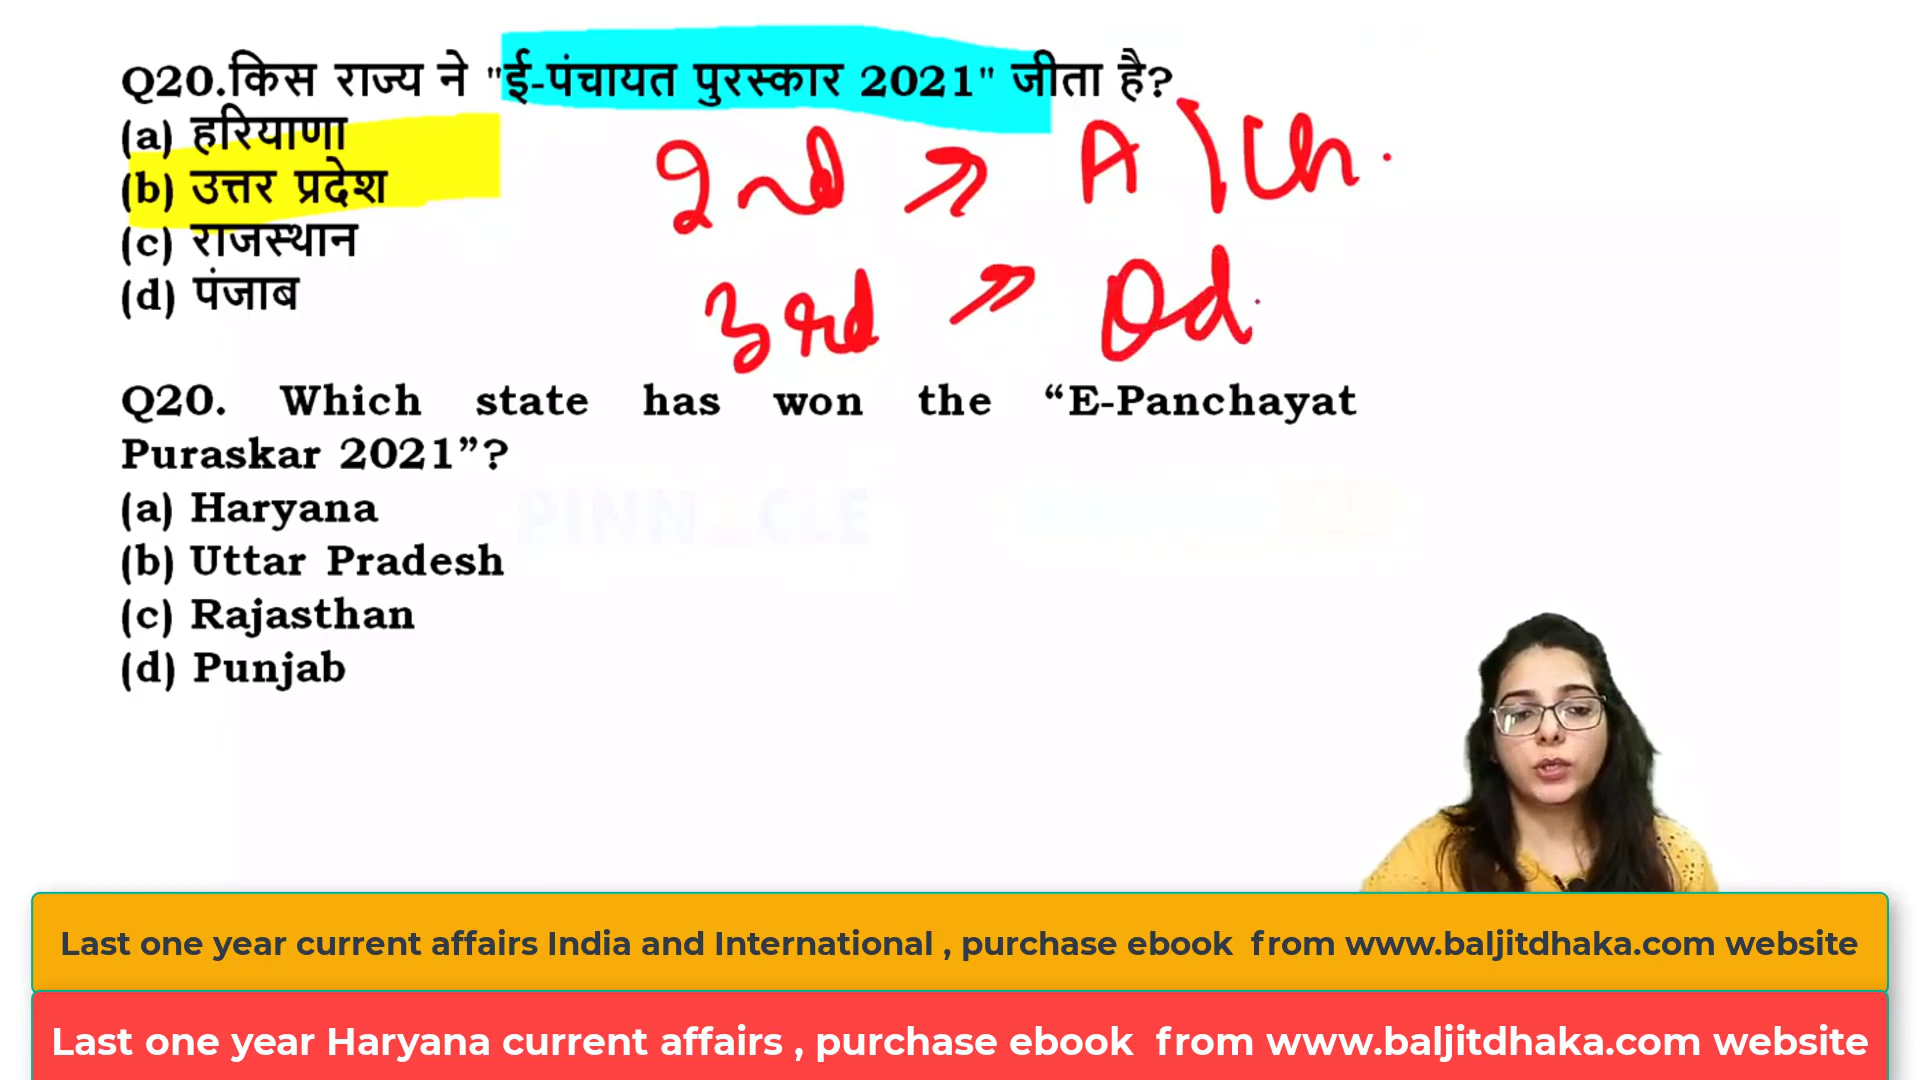 Q20.किस राज्य ने "ई-पंचायत पुरस्कार 2021" जीता है?
(a) हरियाणा
(b) उत्तर प्रदेश
(c) राजस्थान
(d) पंजाब
2nd → A \ Ch.
3rd → Od
Q20. Which state has won the “E-Panchayat
Puraskar 2021”?
(a) Haryana
(b) Uttar Pradesh
(c) Rajasthan
(d) Punjab
PINNACLE
Last one year current affairs India and International , purchase ebook from www.baljitdhaka.com website
Last one year Haryana current affairs , purchase ebook from www.baljitdhaka.com website